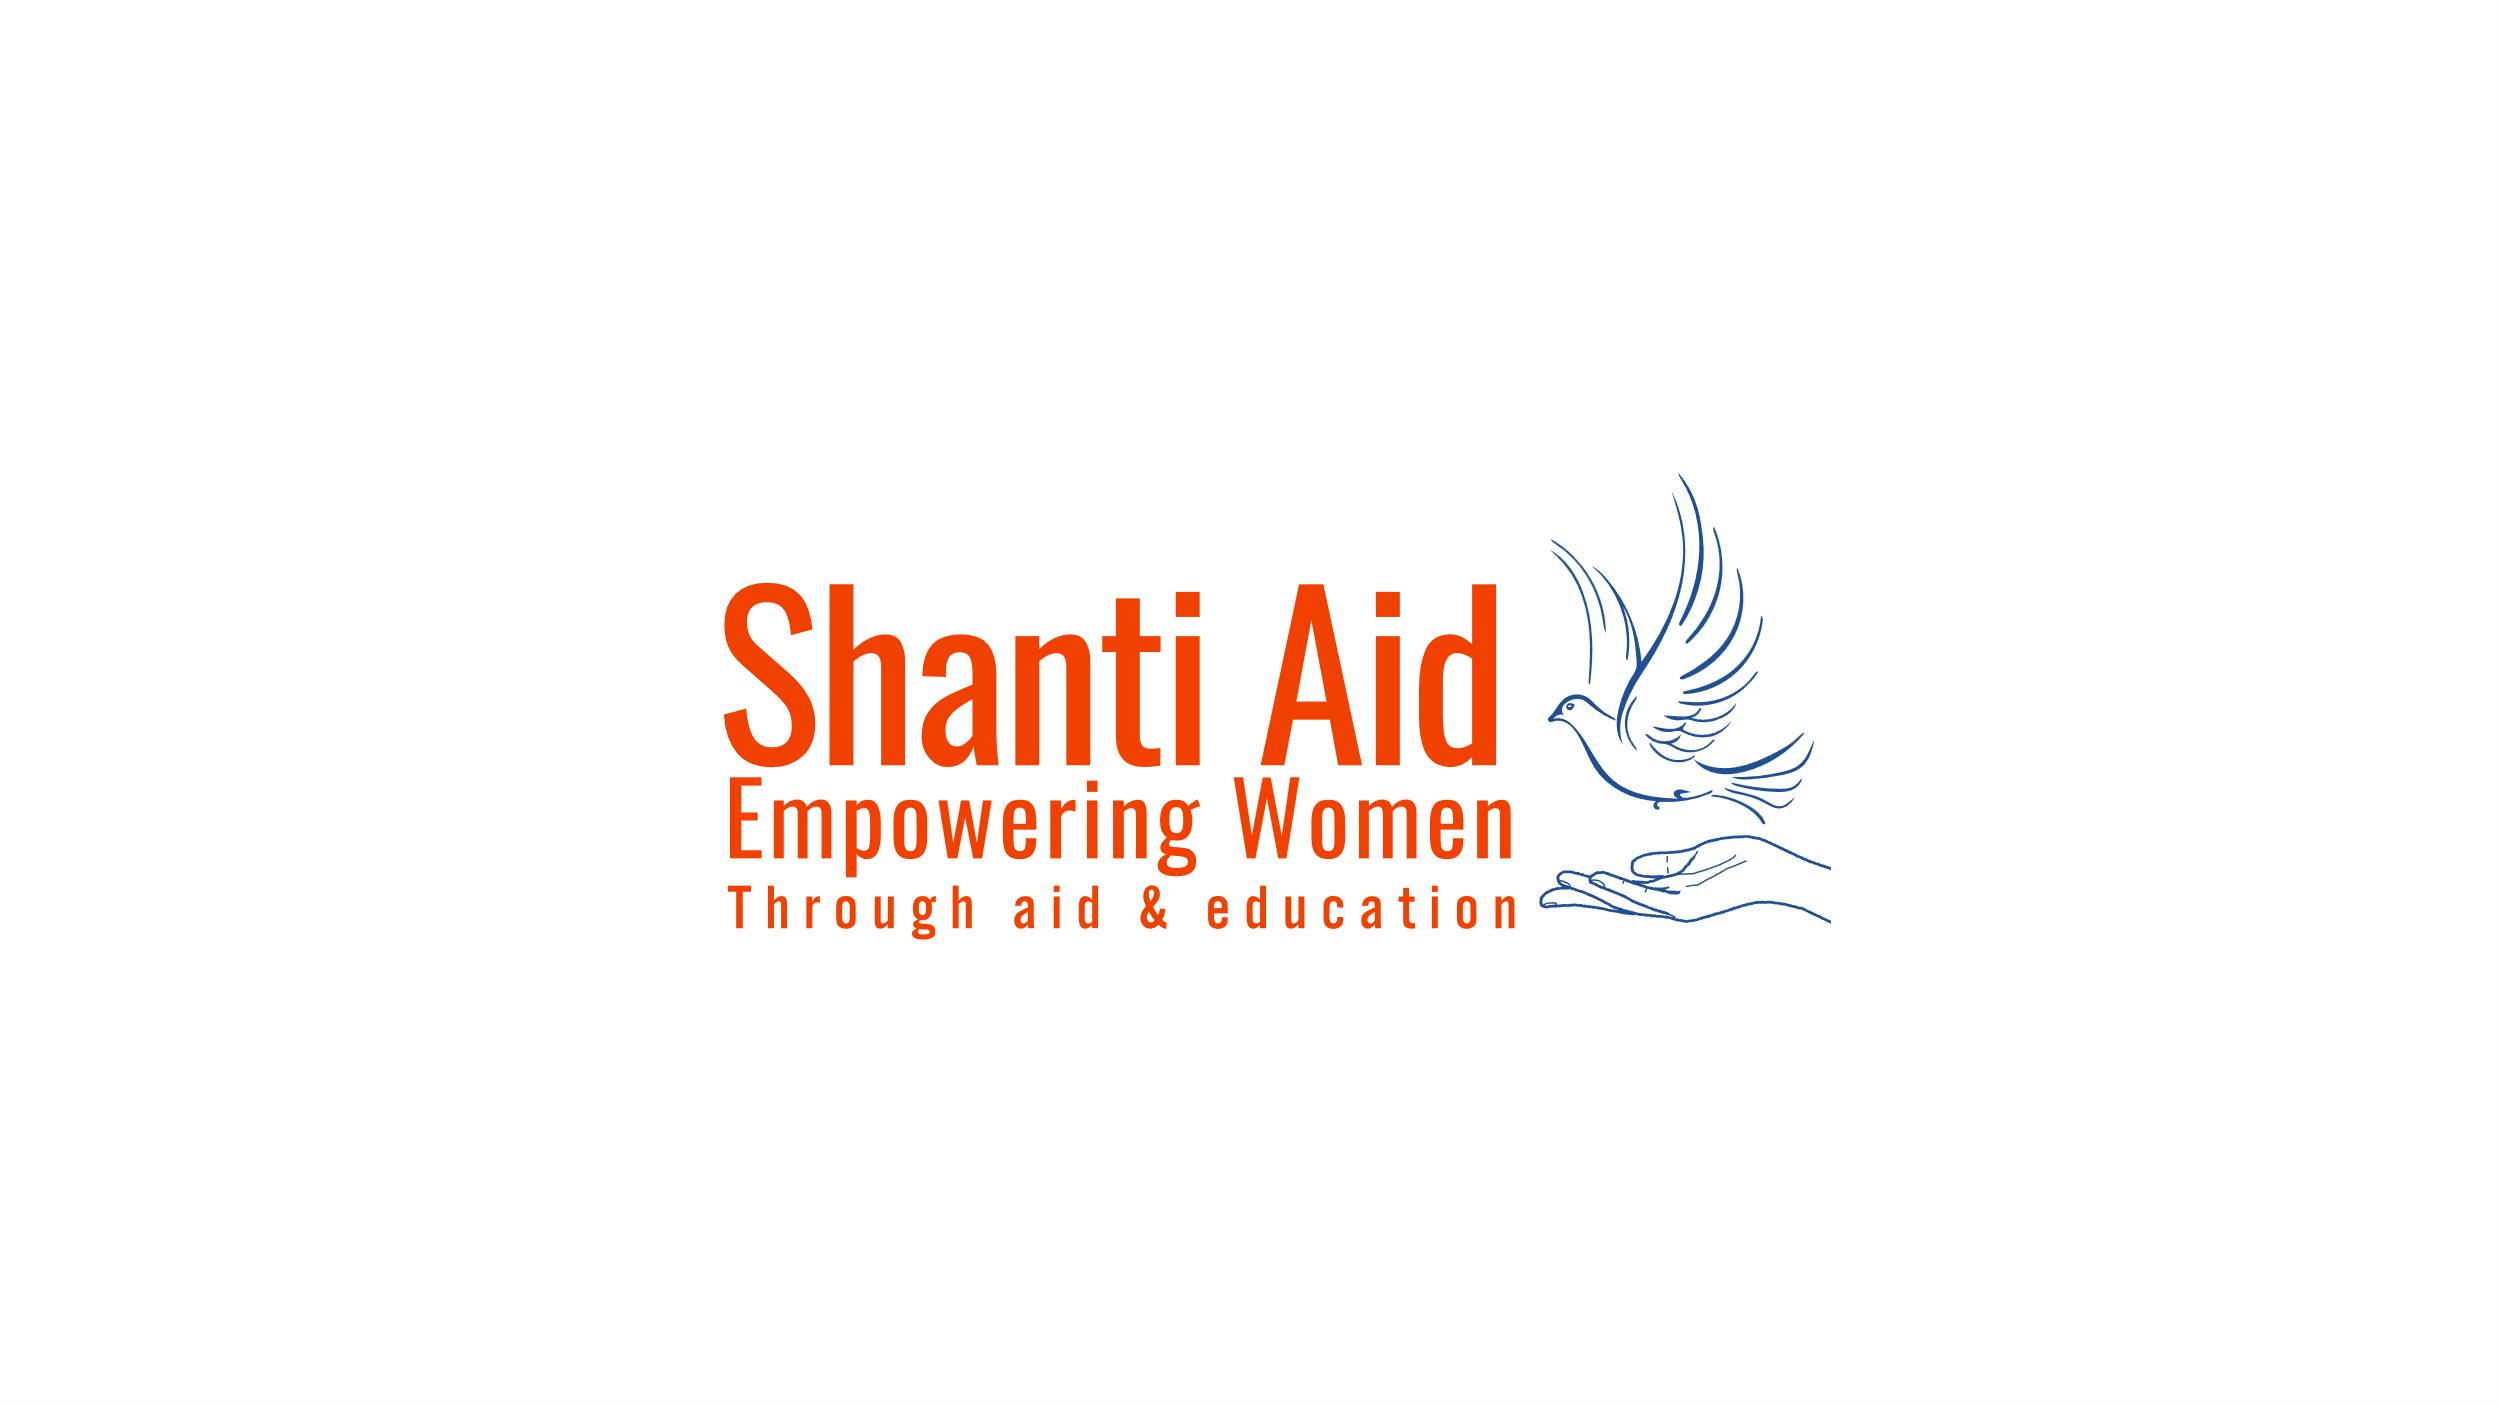 Shanti Aid
Empowering Women
Through aid & education